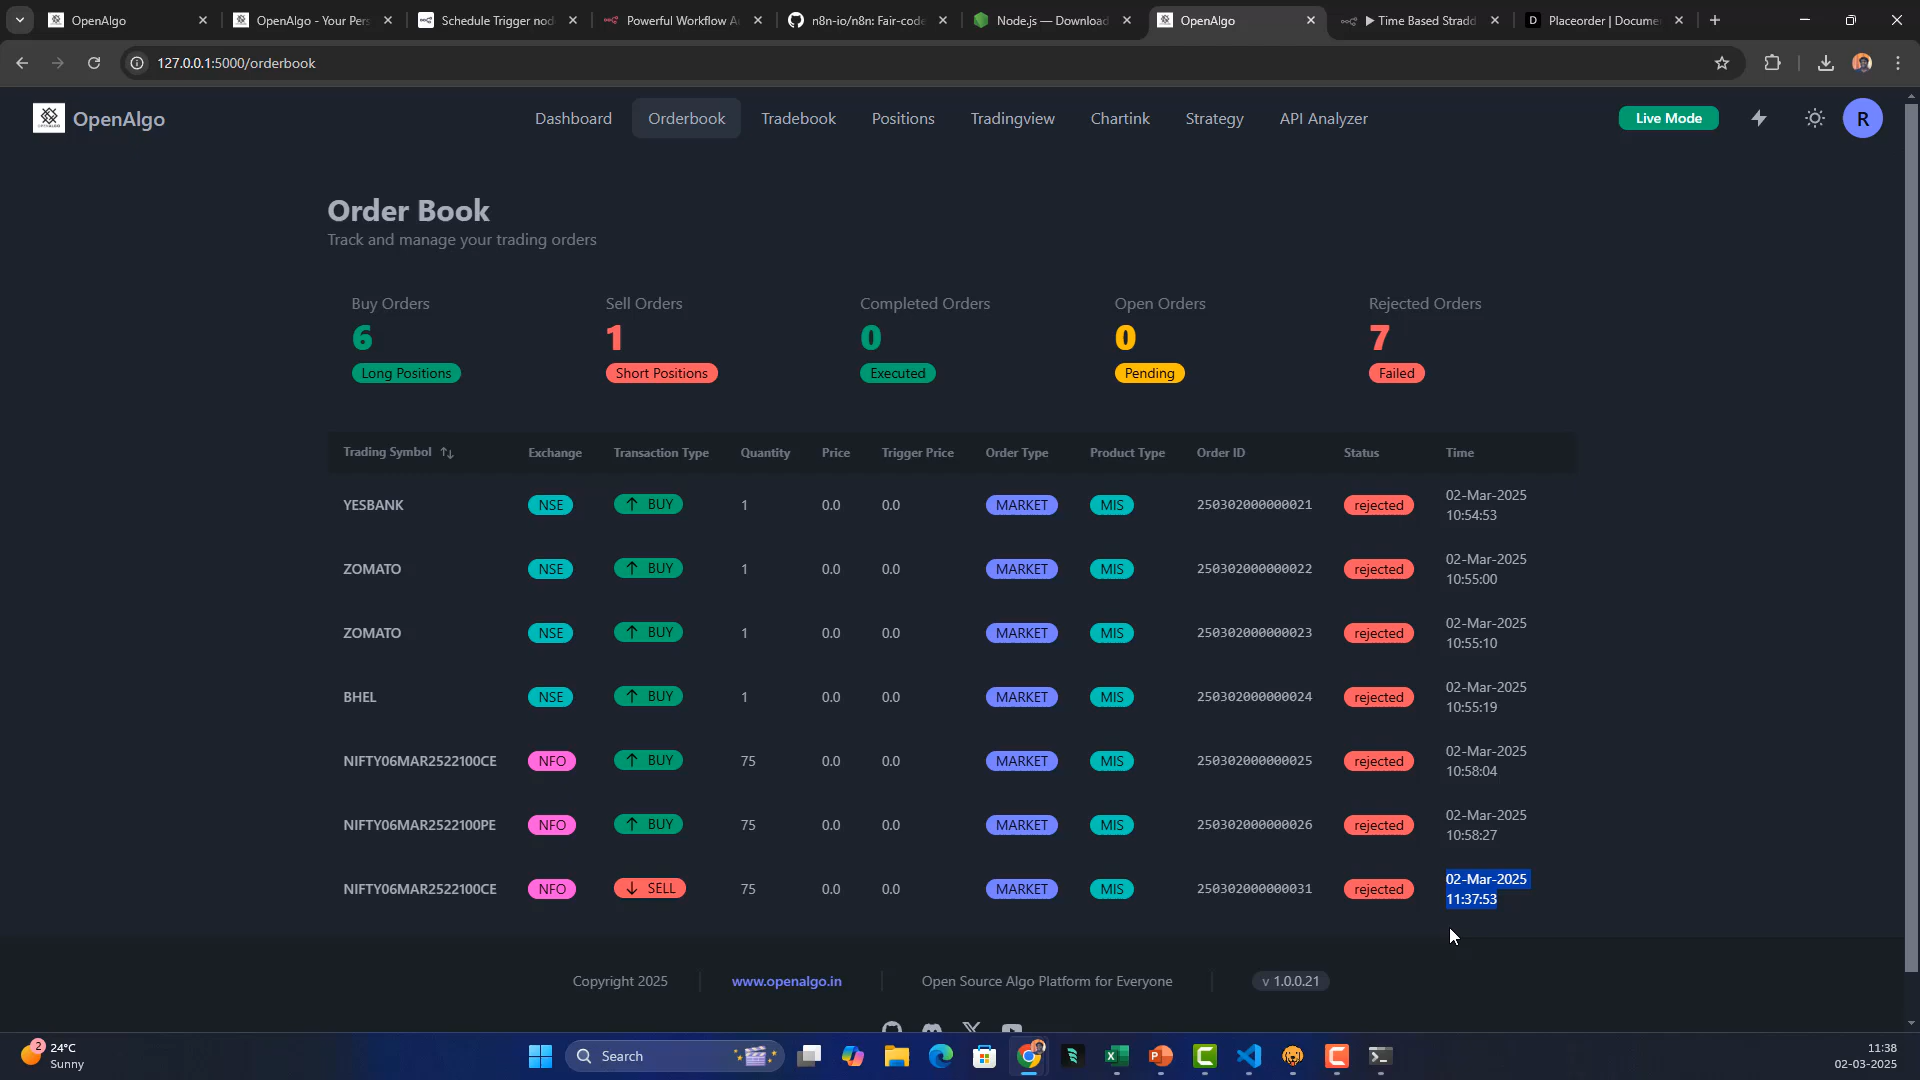 OpenAlgo
OpenAlgo - Your Pers
Schedule Trigger nod
Powerful Workflow Au
n8n-io/n8n: Fair-code
Node.js — Download
OpenAlgo
▶ Time Based Stradd
Placeorder | Docume
127.0.0.1:5000/orderbook
OpenAlgo
Dashboard
Orderbook
Tradebook
Positions
Tradingview
Chartink
Strategy
API Analyzer
Live Mode
R
Order Book
Track and manage your trading orders
Buy Orders
6
Long Positions
Sell Orders
1
Short Positions
Completed Orders
0
Executed
Open Orders
0
Pending
Rejected Orders
7
Failed
Trading Symbol Exchange Transaction Type Quantity Price Trigger Price Order Type Product Type Order ID Status Time
YESBANK NSE ↑ BUY 1 0.0 0.0 MARKET MIS 250302000000021 rejected 02-Mar-2025
10:54:53
ZOMATO NSE ↑ BUY 1 0.0 0.0 MARKET MIS 250302000000022 rejected 02-Mar-2025
10:55:00
ZOMATO NSE ↑ BUY 1 0.0 0.0 MARKET MIS 250302000000023 rejected 02-Mar-2025
10:55:10
BHEL NSE ↑ BUY 1 0.0 0.0 MARKET MIS 250302000000024 rejected 02-Mar-2025
10:55:19
NIFTY06MAR2522100CE NFO ↑ BUY 75 0.0 0.0 MARKET MIS 250302000000025 rejected 02-Mar-2025
10:58:04
NIFTY06MAR2522100PE NFO ↑ BUY 75 0.0 0.0 MARKET MIS 250302000000026 rejected 02-Mar-2025
10:58:27
NIFTY06MAR2522100CE NFO ↓ SELL 75 0.0 0.0 MARKET MIS 250302000000031 rejected 02-Mar-2025
11:37:53
Copyright 2025
www.openalgo.in
Open Source Algo Platform for Everyone
v 1.0.0.21
2
24°C
Sunny
Search
11:38
02-03-2025